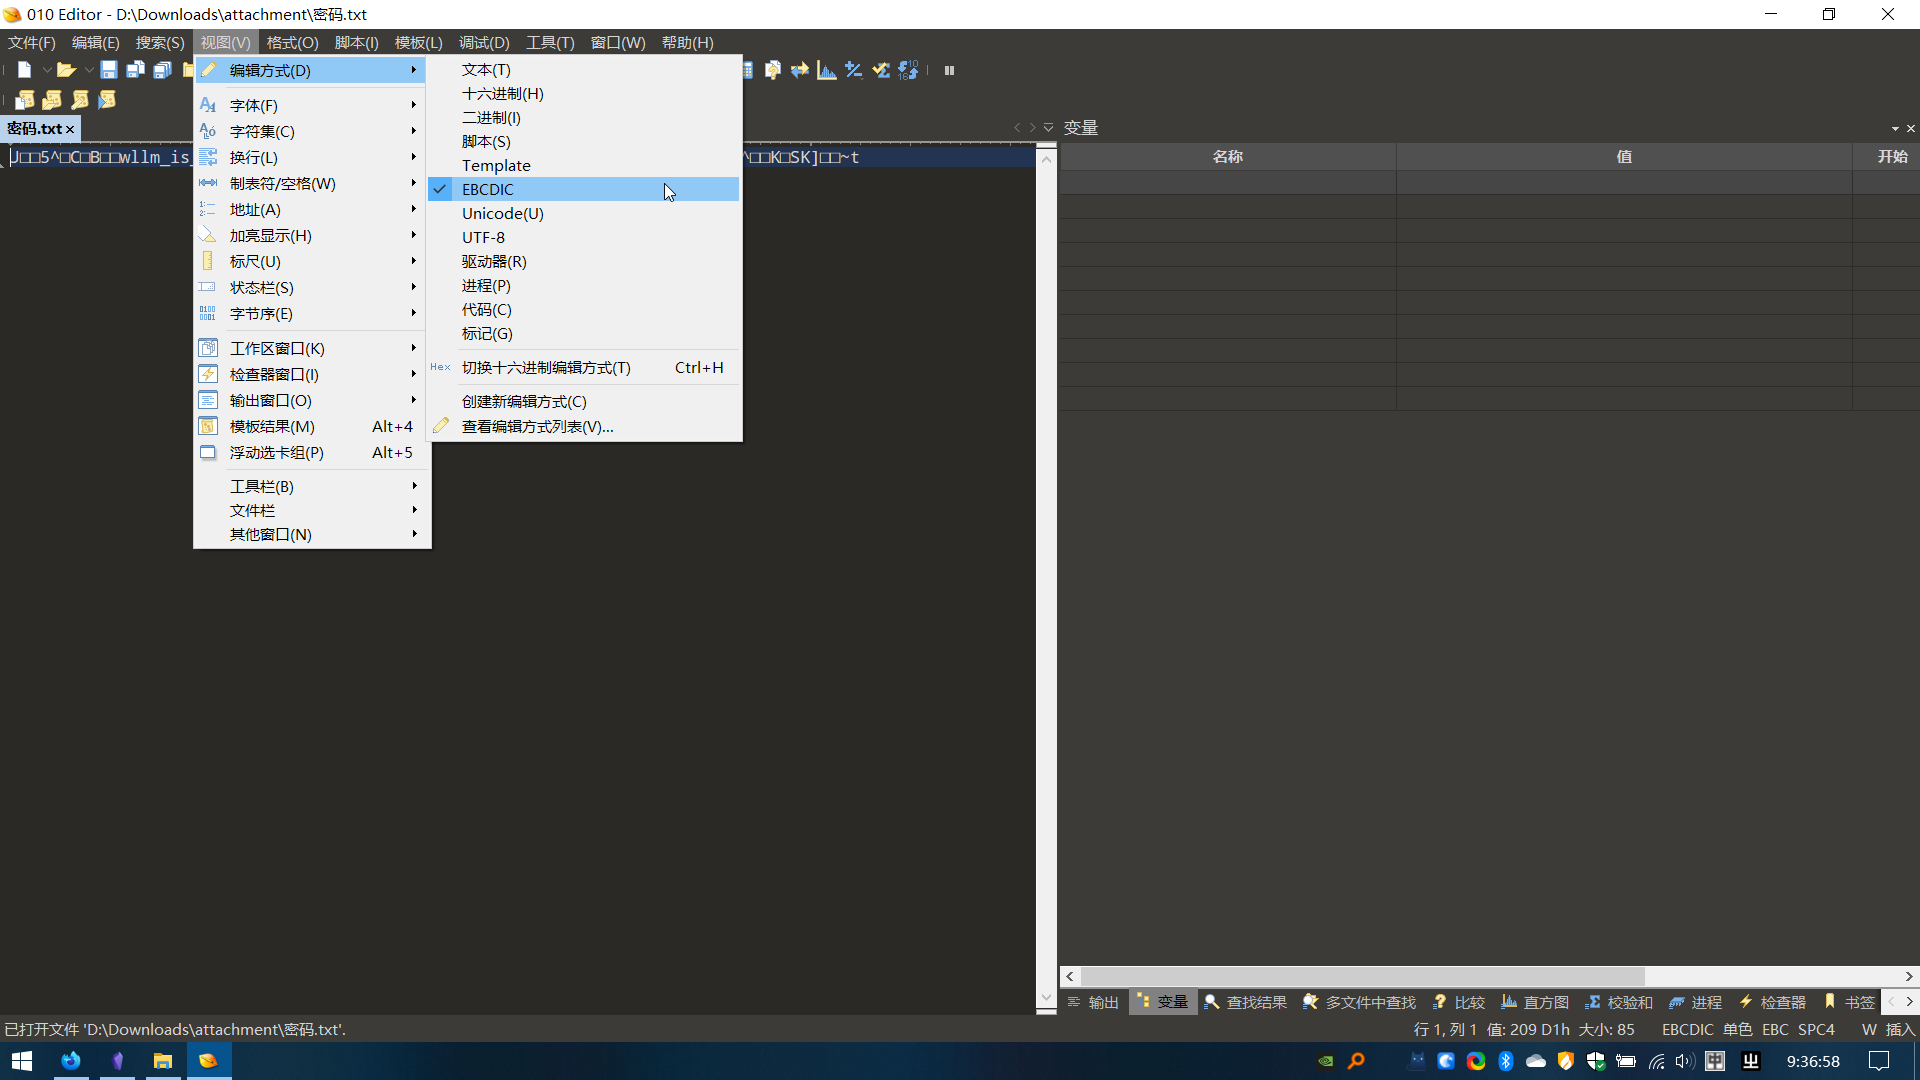 010 Editor - D:\Downloads\attachment\密码.txt
文件(F) 编辑(E) 搜索(S) 视图(V) 格式(O) 脚本(I) 模板(L) 调试(D) 工具(T) 窗口(W) 帮助(H)
密码.txt
J□□5^□C□B□□wllm_is_
^□□K□SK]□□~t
编辑方式(D)
字体(F)
字符集(C)
换行(L)
制表符/空格(W)
地址(A)
加亮显示(H)
标尺(U)
状态栏(S)
字节序(E)
工作区窗口(K)
检查器窗口(I)
输出窗口(O)
模板结果(M) Alt+4
浮动选卡组(P) Alt+5
工具栏(B)
文件栏
其他窗口(N)
文本(T)
十六进制(H)
二进制(I)
脚本(S)
Template
EBCDIC
Unicode(U)
UTF-8
驱动器(R)
进程(P)
代码(C)
标记(G)
Hex 切换十六进制编辑方式(T) Ctrl+H
创建新编辑方式(C)
查看编辑方式列表(V)...
变量
名称 值 开始
输出 变量 查找结果 多文件中查找 比较 直方图 校验和 进程 检查器 书签
已打开文件 'D:\Downloads\attachment\密码.txt'.
行 1, 列 1 值: 209 D1h 大小: 85 EBCDIC 单色 EBC SPC4 W 插入
9:36:58